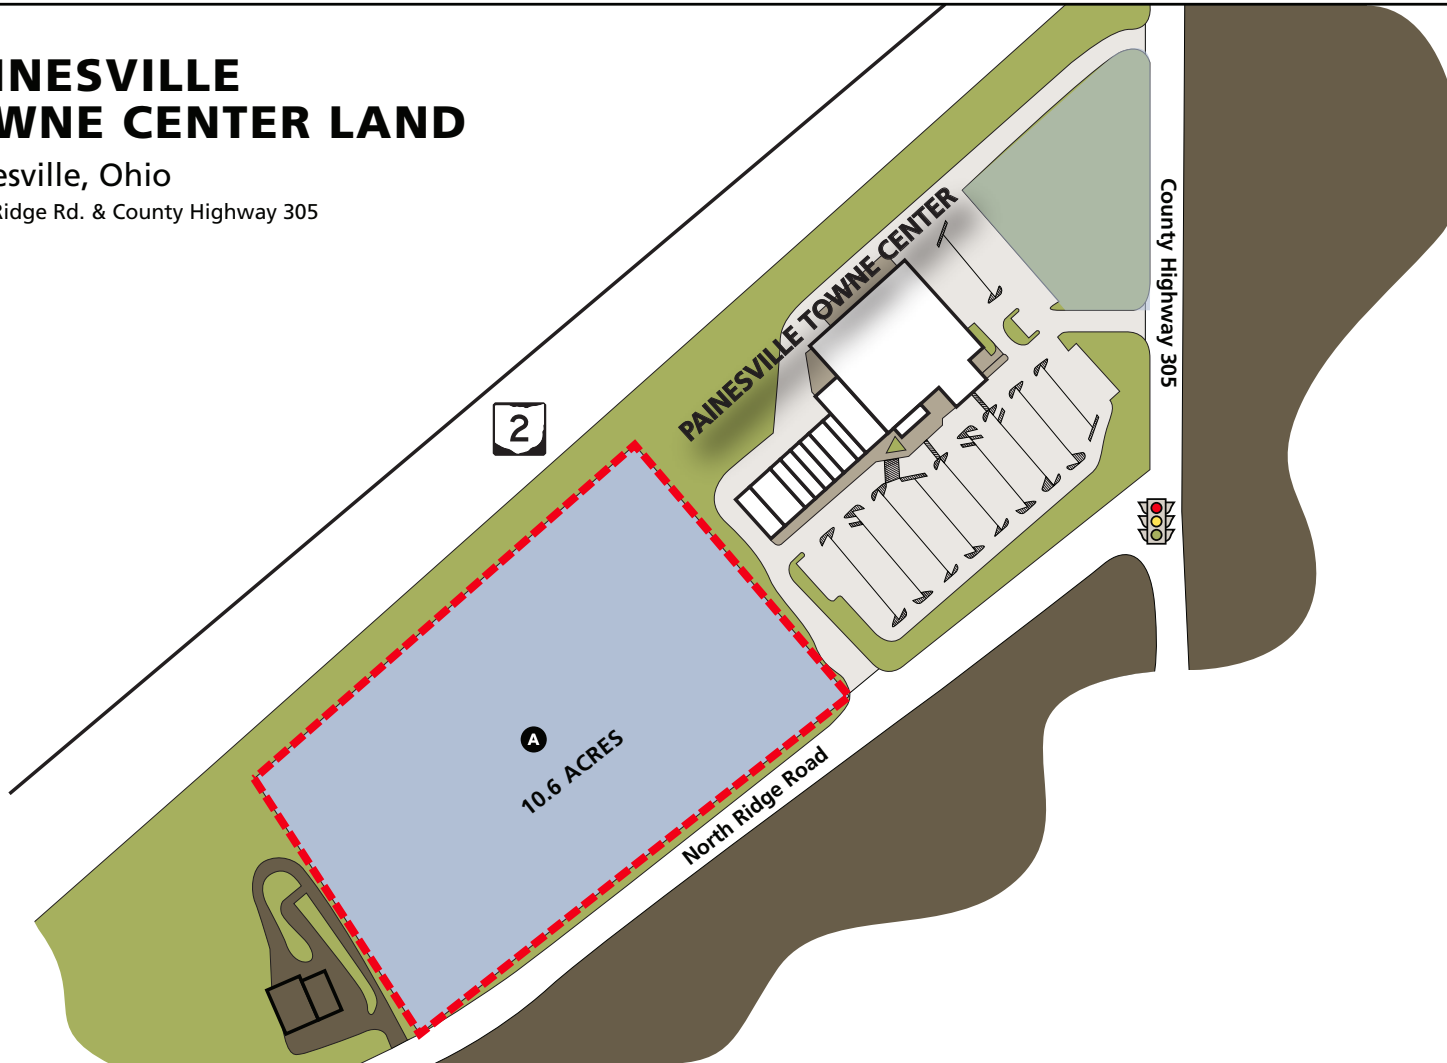 INESVILLE
WNE CENTER LAND
esville, Ohio
Ridge Rd. & County Highway 305
PAINESVILLE TOWNE CENTER
County Highway 305
2
A
10.6 ACRES
North Ridge Road